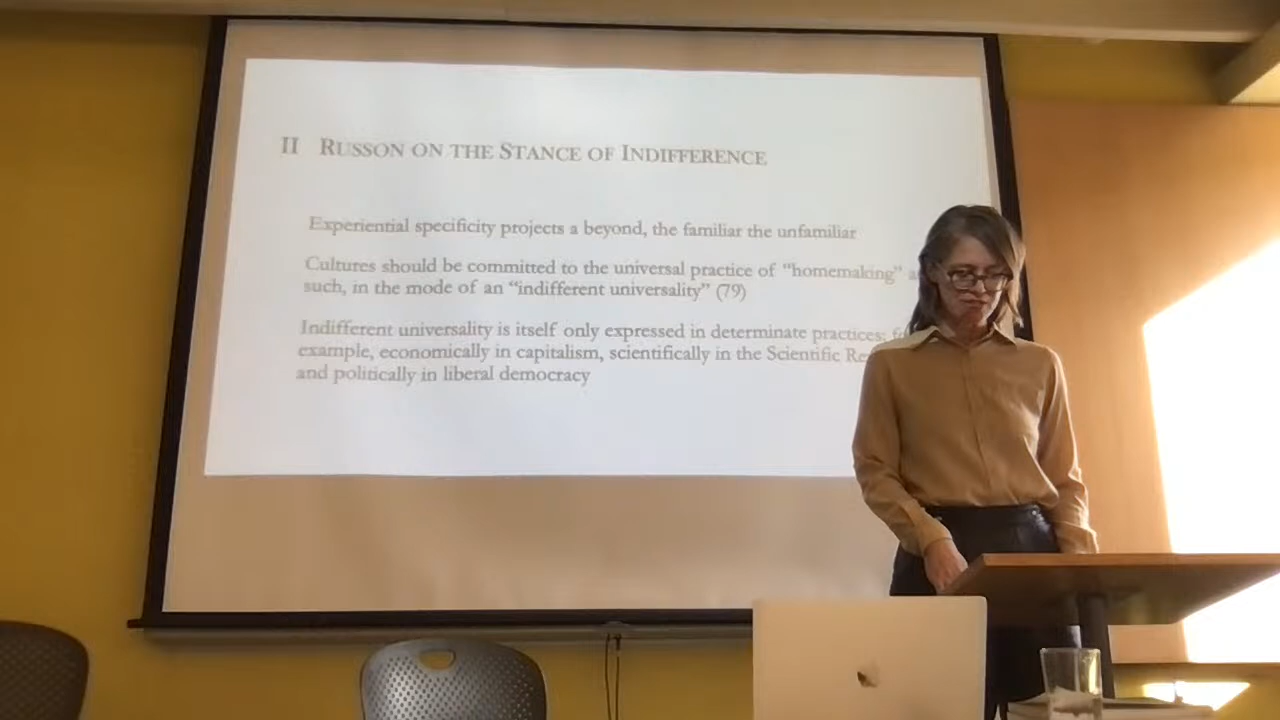 II RUSSON ON THE STANCE OF INDIFFERENCE
Experiential specificity projects a beyond, the familiar the unfamiliar
Cultures should be committed to the universal practice of “homemaking”
such, in the mode of an “indifferent universality” (79)
Indifferent universality is itself only expressed in determinate practices;
example, economically in capitalism, scientifically in the Scientific
and politically in liberal democracy